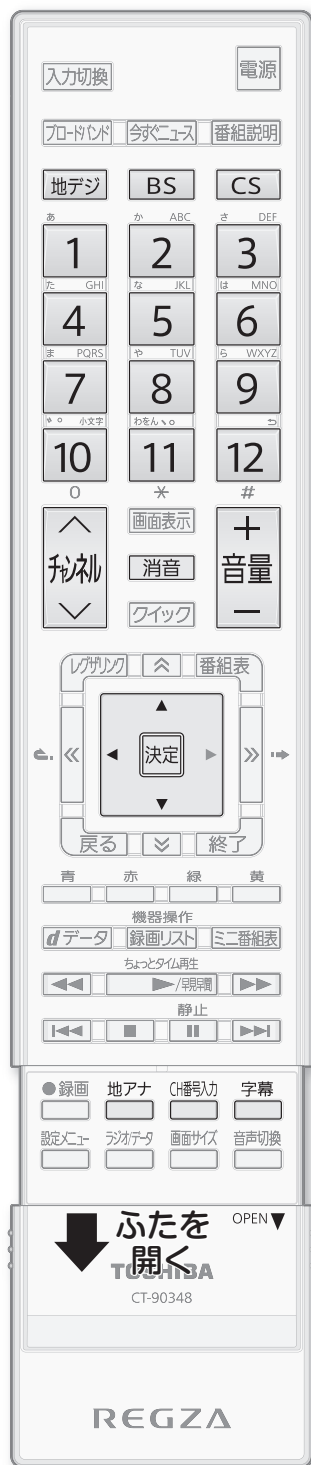 入力切換 電源
ブロードバンド 今すぐニュース 番組説明
地デジ BS CS
あ か ABC さ DEF
1 2 3
た GHI な JKL は MNO
4 5 6
ま PQRS や TUV ら WXYZ
7 8 9
゛゜ 小文字 わをん、。
10 11 12
0 ＊ #
チャンネル 画面表示 + 音量 −
消音
クイック
レグザリンク 番組表
決定
戻る 終了
青 赤 緑 黄
機器操作
dデータ 録画リスト ミニ番組表
ちょっとタイム再生
◀◀ ▶/早見早聞 ▶▶
静止
●録画 地アナ CH番号入力 字幕
設定メニュー ラジオ/データ 画面サイズ 音声切換
ふたを OPEN▼
開く
TOSHIBA
CT-90348
REGZA